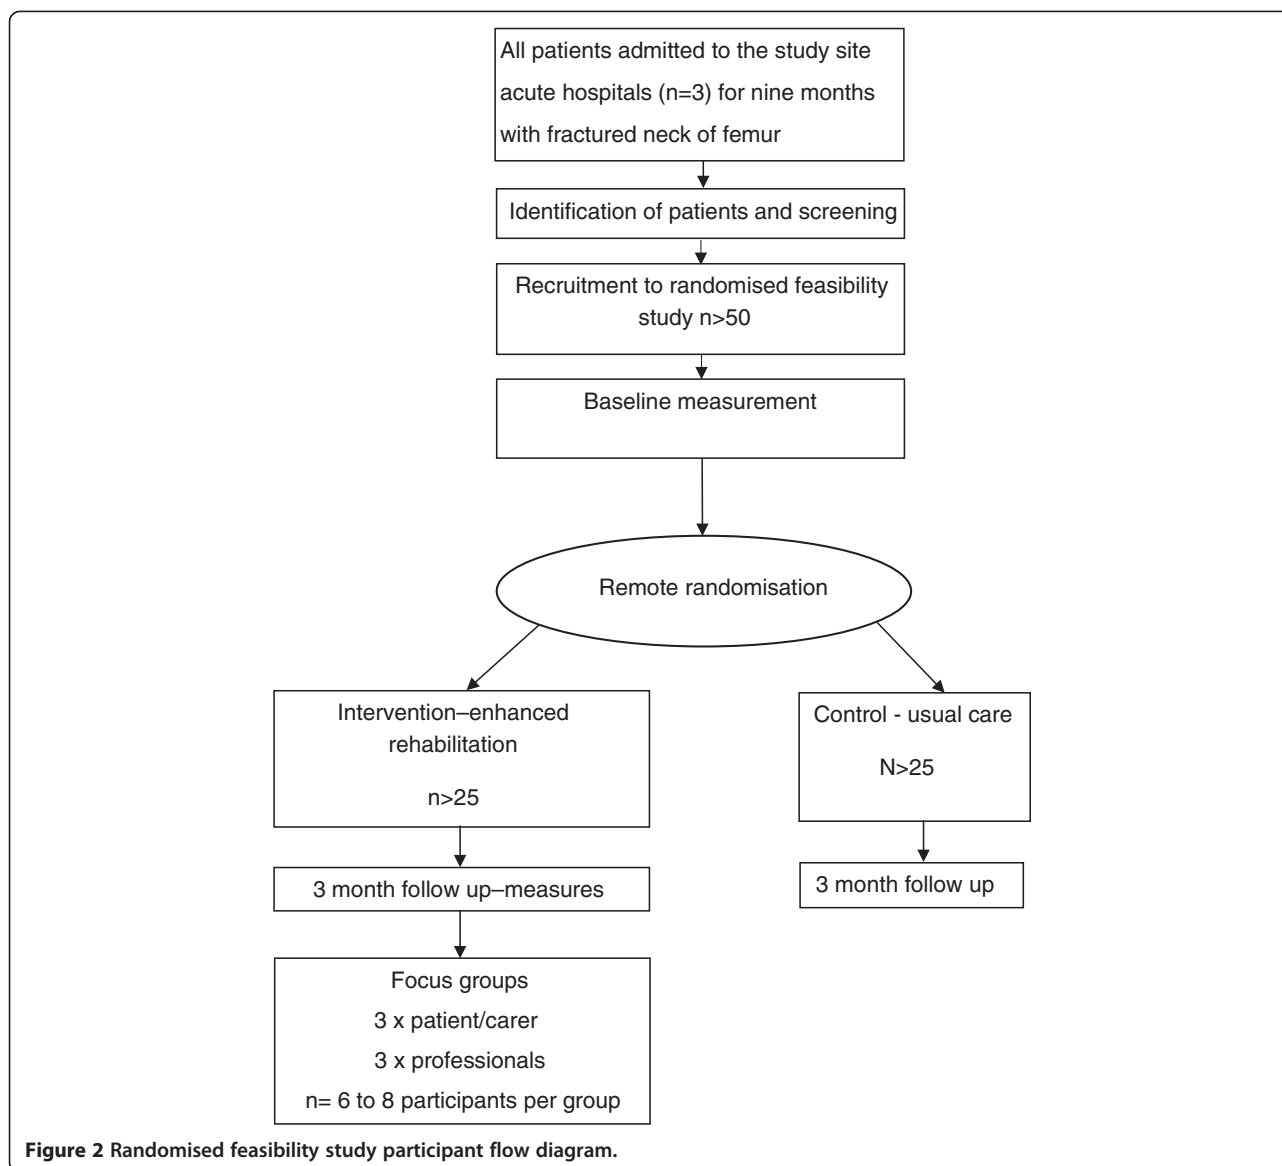 All patients admitted to the study site
acute hospitals (n=3) for nine months
with fractured neck of femur
Identification of patients and screening
Recruitment to randomised feasibility
study n>50
Baseline measurement
Remote randomisation
Intervention–enhanced
rehabilitation
n>25
Control - usual care
N>25
3 month follow up–measures
3 month follow up
Focus groups
3 x patient/carer
3 x professionals
n= 6 to 8 participants per group
Figure 2 Randomised feasibility study participant flow diagram.